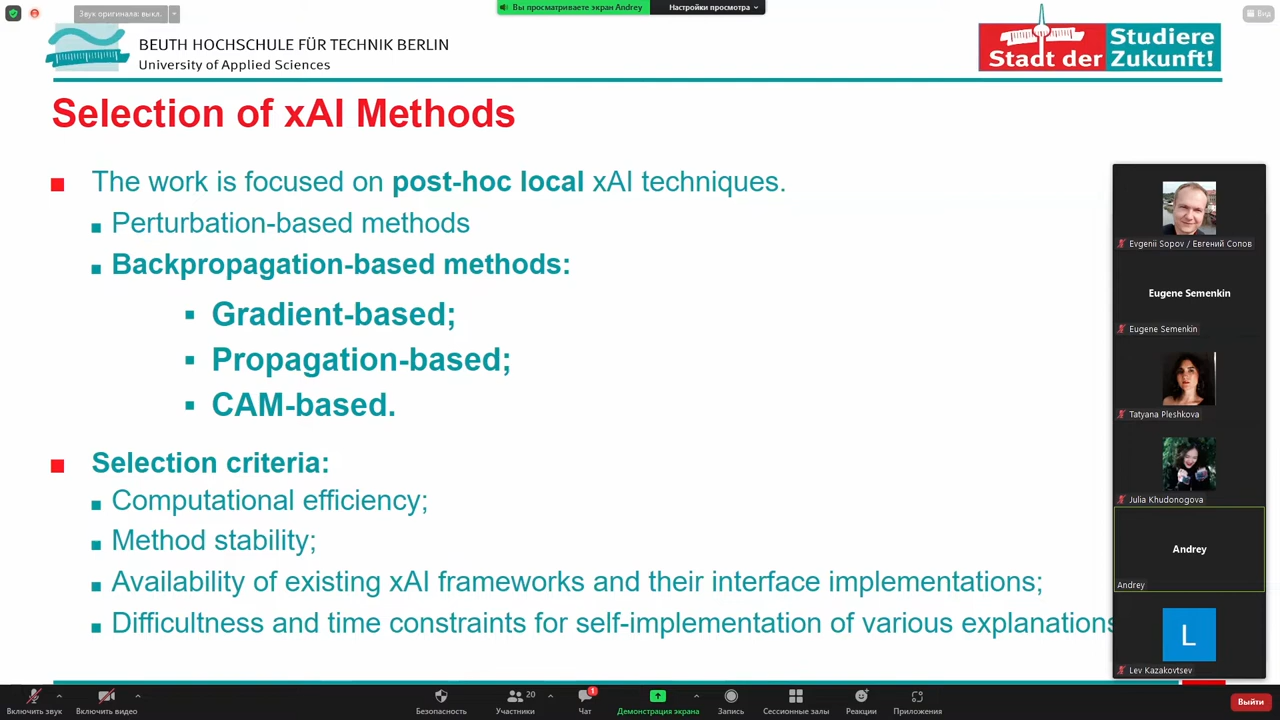 Звук оригинала: выкл.
Вы просматриваете экран Andrey
Настройки просмотра
Вид
BEUTH HOCHSCHULE FÜR TECHNIK BERLIN
University of Applied Sciences
Studiere
Stadt der Zukunft!
Selection of xAI Methods
The work is focused on post-hoc local xAI techniques.
Perturbation-based methods
Backpropagation-based methods:
Gradient-based;
Propagation-based;
CAM-based.
Selection criteria:
Computational efficiency;
Method stability;
Availability of existing xAI frameworks and their interface implementations;
Difficultness and time constraints for self-implementation of various explanations
Evgenii Sopov / Евгений Сопов
Eugene Semenkin
Eugene Semenkin
Tatyana Pleshkova
Julia Khudonogova
Andrey
Andrey
L
Lev Kazakovtsev
Включить звук
Включить видео
Безопасность
20
Участники
1
Чат
Демонстрация экрана
Запись
Сессионные залы
Реакции
Приложения
Выйти